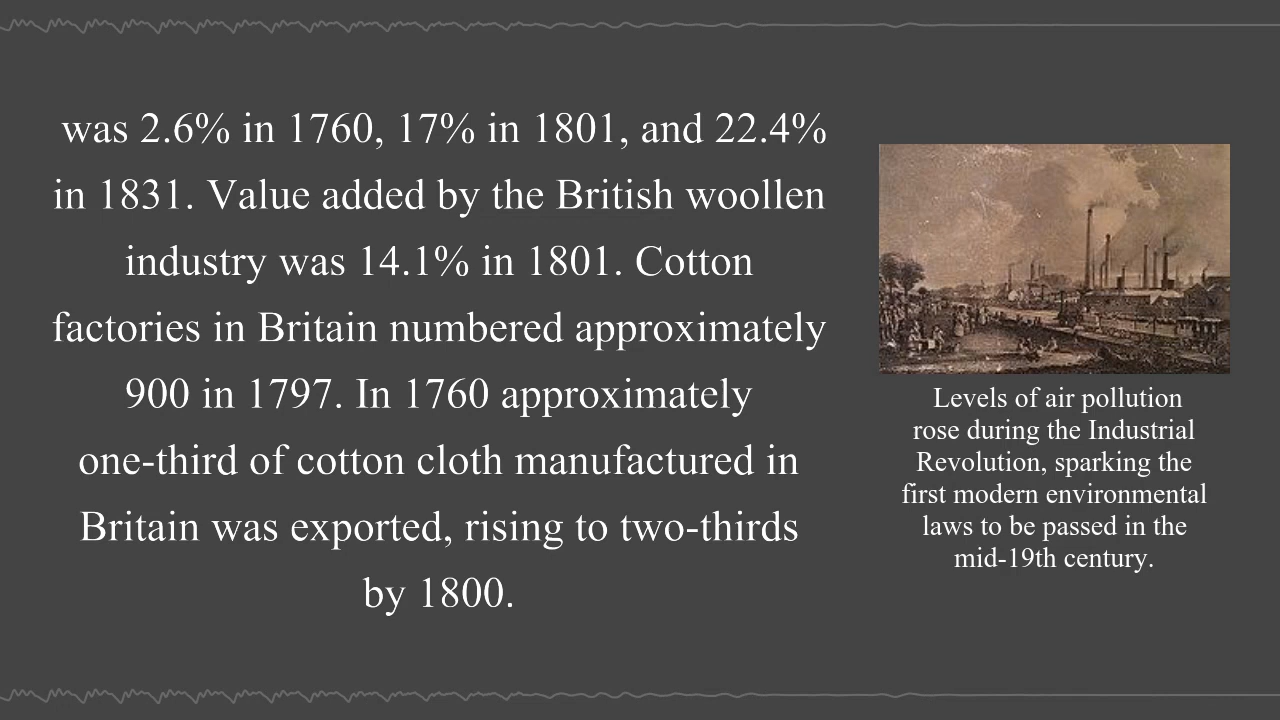 was 2.6% in 1760, 17% in 1801, and 22.4%
in 1831. Value added by the British woollen
industry was 14.1% in 1801. Cotton
factories in Britain numbered approximately
900 in 1797. In 1760 approximately
one-third of cotton cloth manufactured in
Britain was exported, rising to two-thirds
by 1800.
Levels of air pollution
rose during the Industrial
Revolution, sparking the
first modern environmental
laws to be passed in the
mid-19th century.